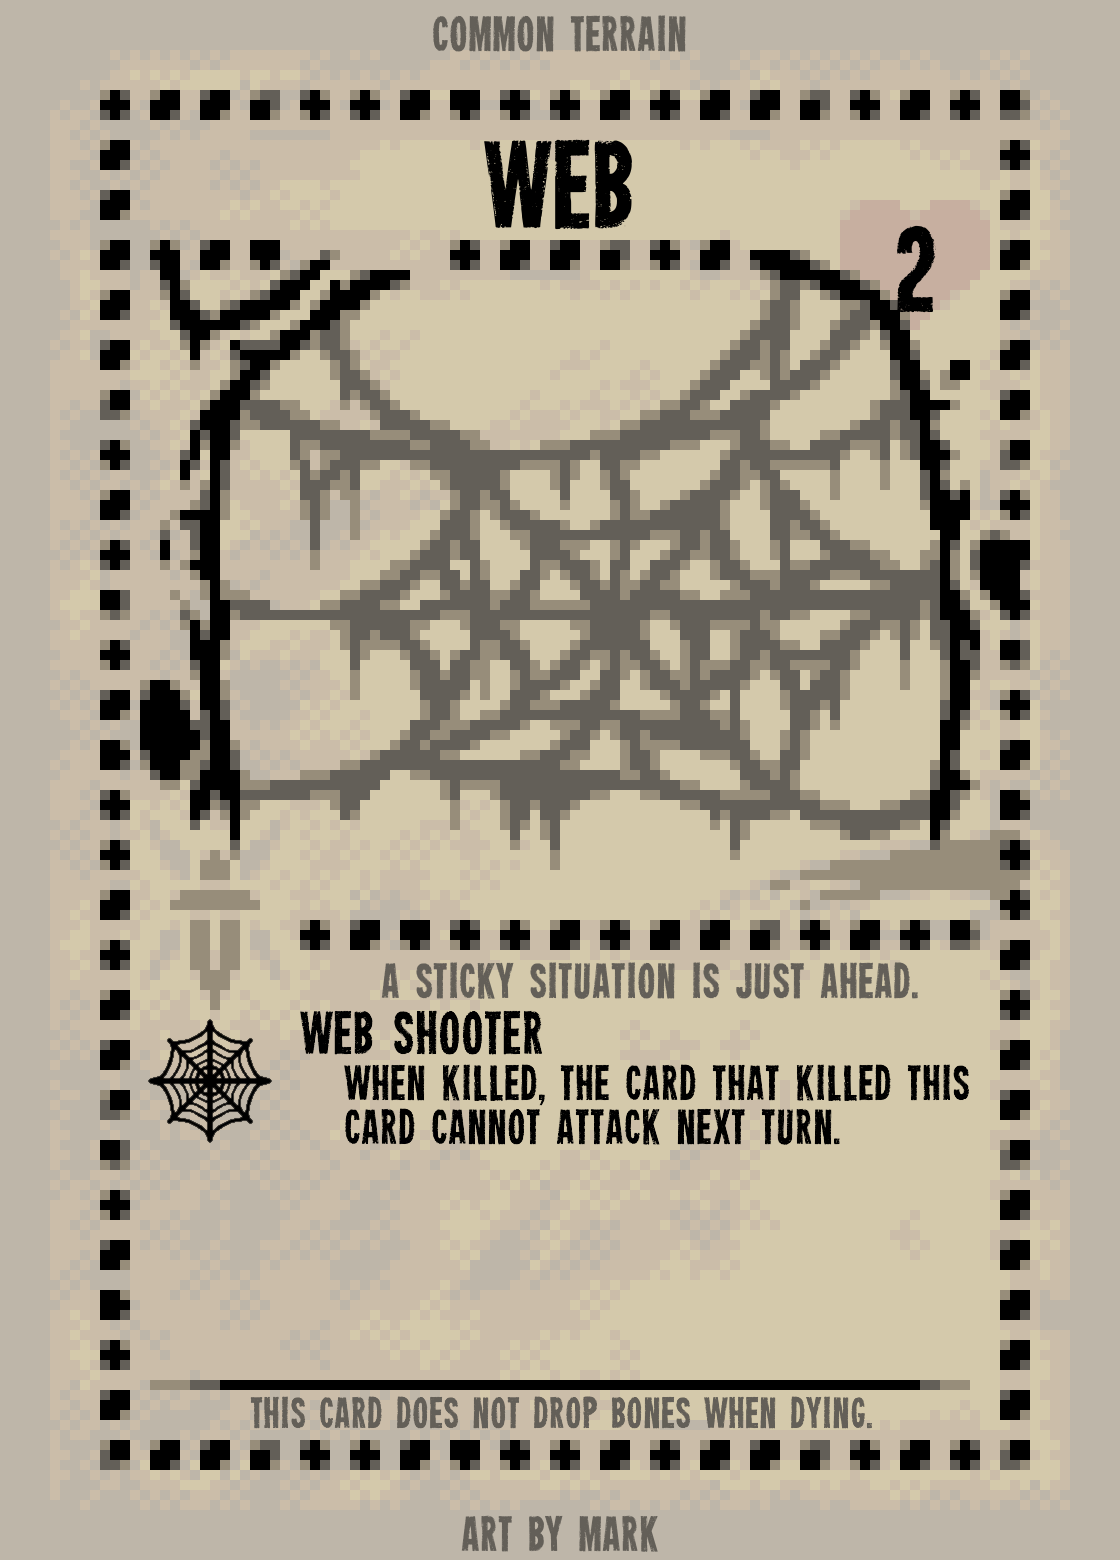 COMMON TERRAIN
WEB
2
A STICKY SITUATION IS JUST AHEAD.
WEB SHOOTER
WHEN KILLED, THE CARD THAT KILLED THIS
CARD CANNOT ATTACK NEXT TURN.
THIS CARD DOES NOT DROP BONES WHEN DYING.
ART BY MARK